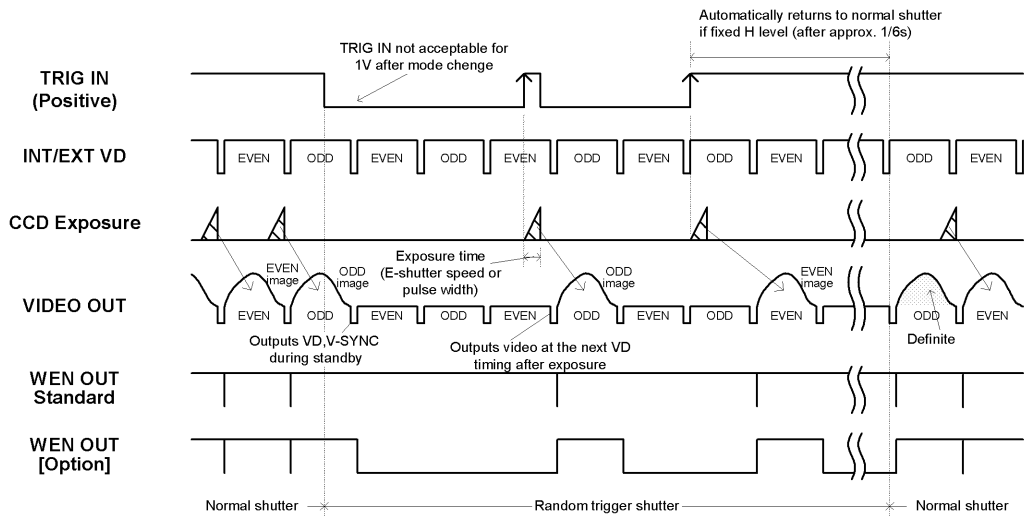 Automatically returns to normal shutter
if fixed H level (after approx. 1/6s)
TRIG IN not acceptable for
1V after mode chenge
TRIG IN
(Positive)
INT/EXT VD
EVEN ODD EVEN ODD EVEN ODD EVEN ODD EVEN ODD EVEN
CCD Exposure
Exposure time
(E-shutter speed or
pulse width)
EVEN
image
ODD
image
ODD
image
EVEN
image
VIDEO OUT
EVEN ODD EVEN ODD EVEN ODD EVEN ODD EVEN ODD EVEN
Outputs VD,V-SYNC
during standby
Outputs video at the next VD
timing after exposure
Definite
WEN OUT
Standard
WEN OUT
[Option]
Normal shutter Random trigger shutter Normal shutter